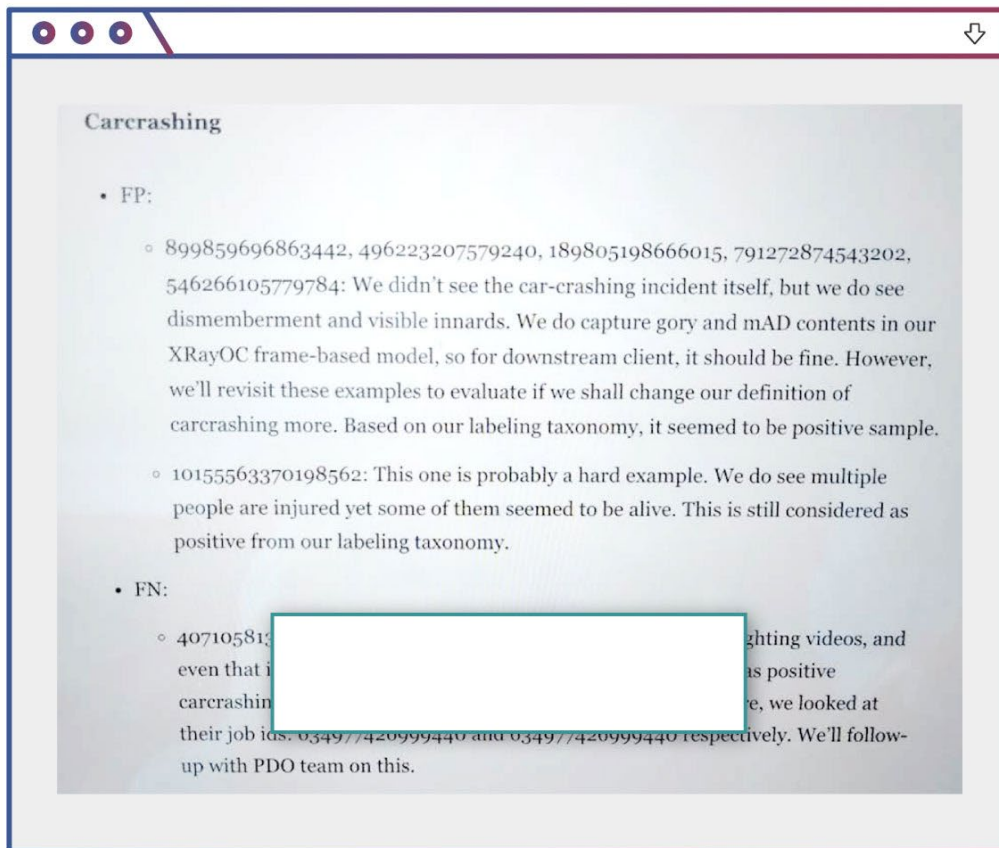 Carcrashing
• FP:
◦ 899859696863442, 496223207579240, 189805198666015, 791272874543202,
546266105779784: We didn't see the car-crashing incident itself, but we do see
dismemberment and visible innards. We do capture gory and mAD contents in our
XRayOC frame-based model, so for downstream client, it should be fine. However,
we'll revisit these examples to evaluate if we shall change our definition of
carcrashing more. Based on our labeling taxonomy, it seemed to be positive sample.
◦ 10155563370198562: This one is probably a hard example. We do see multiple
people are injured yet some of them seemed to be alive. This is still considered as
positive from our labeling taxonomy.
• FN:
◦ videos, and
even that positive
we looked at
their job respectively. We'll follow-
up with PDO team on this.